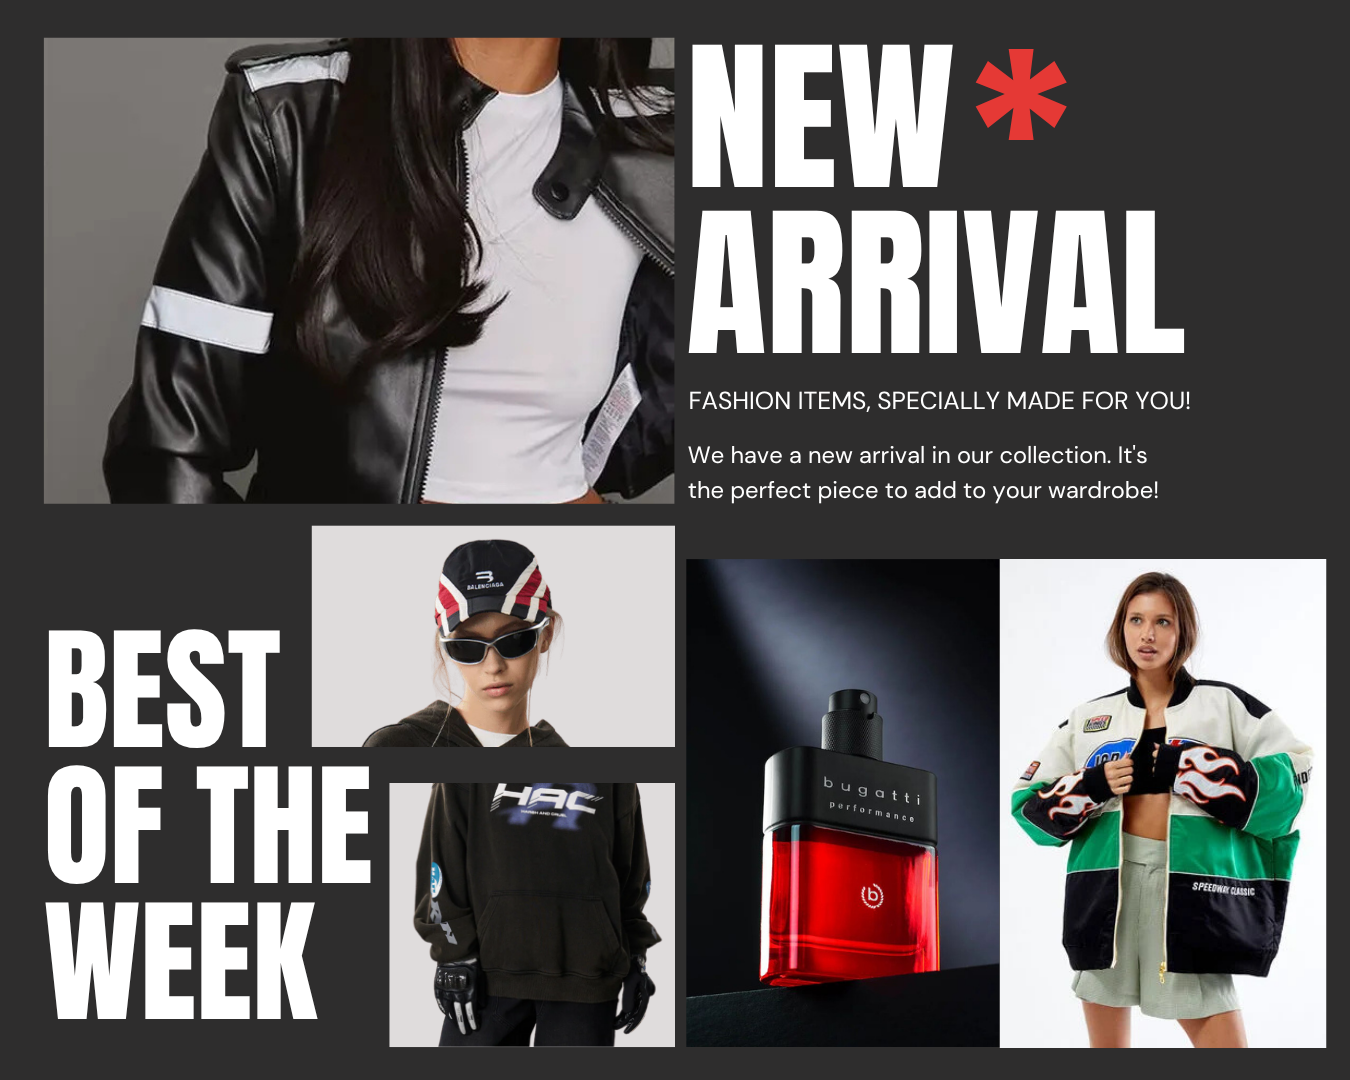 NEW*
ARRIVAL
FASHION ITEMS, SPECIALLY MADE FOR YOU!
We have a new arrival in our collection. It's
the perfect piece to add to your wardrobe!
BALENCIAGA
BEST
OF THE
WEEK
HAC
bugatti
performance
b
SPEEDWAY CLASSIC